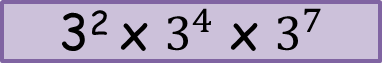 3² x 3⁴ x 3⁷